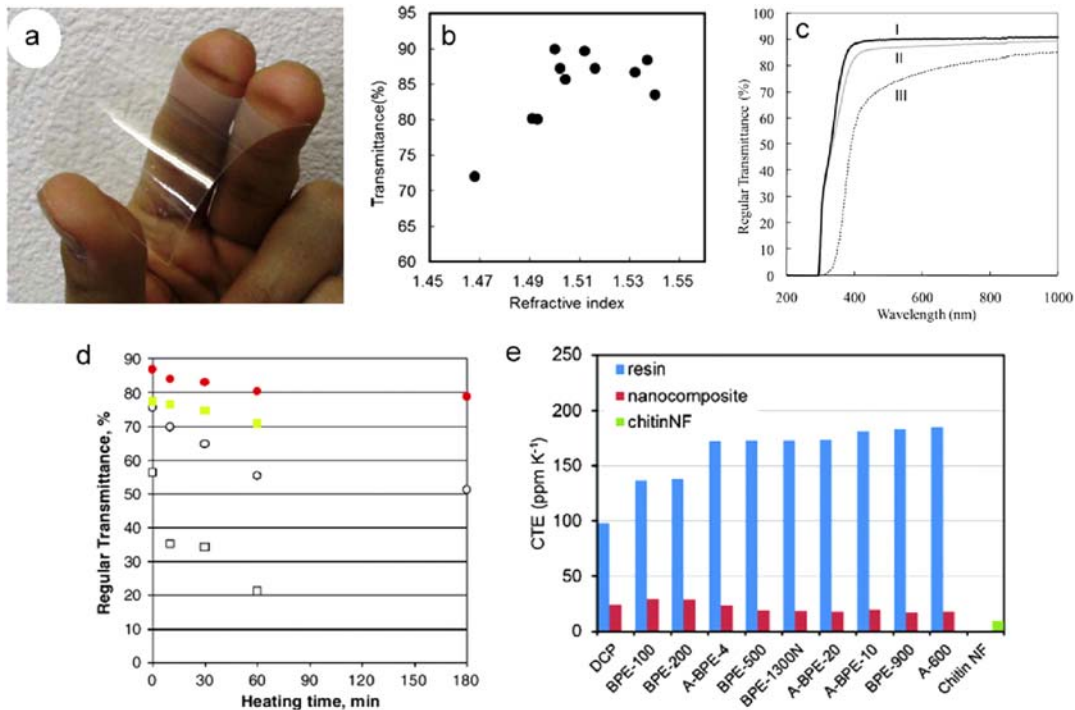 a
b
Transmittance(%)
95
90
85
80
75
70
65
60
1.45
1.47
1.49
1.51
1.53
1.55
Refractive index
c
Regular Transmittance (%)
100
90
80
70
60
50
40
30
20
10
0
I
II
III
200
400
600
800
1000
Wavelength (nm)
d
Regular Transmittance, %
90
80
70
60
50
40
30
20
10
0
0
30
60
90
120
150
180
Heating time, min
e
CTE (ppm K⁻¹)
250
200
150
100
50
0
resin
nanocomposite
chitinNF
DCP
BPE-100
BPE-200
A-BPE-4
BPE-500
BPE-1300N
A-BPE-20
A-BPE-10
BPE-900
A-600
Chitin NF